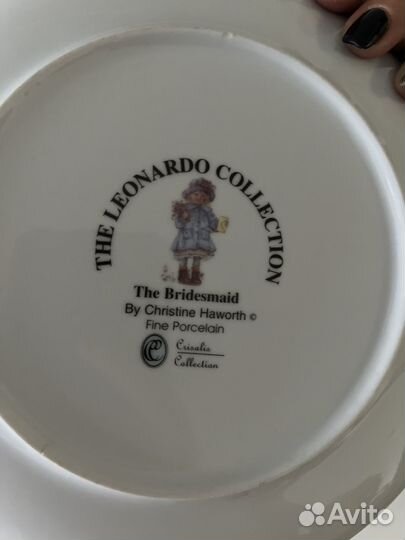 THE LEONARDO COLLECTION
The Bridesmaid
By Christine Haworth ©
Fine Porcelain
Crisalis
Collection
Avito